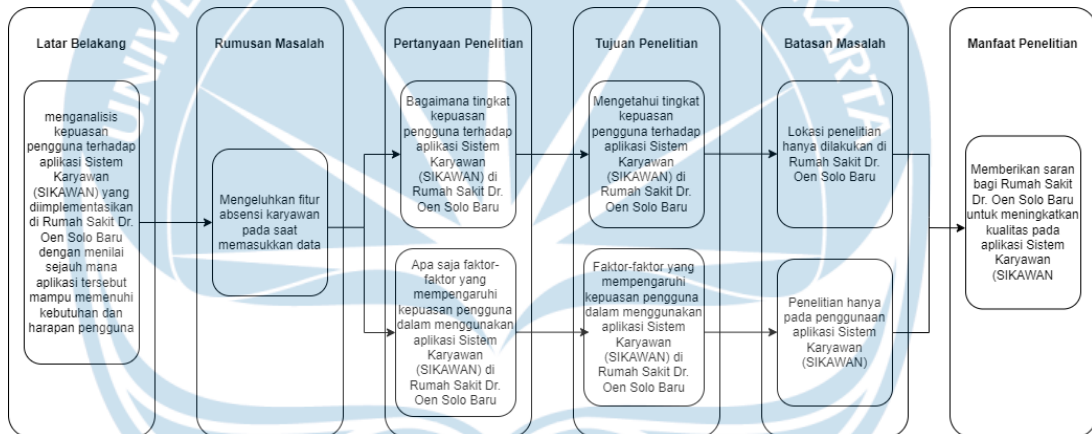 Latar Belakang
menganalisis
kepuasan
pengguna terhadap
aplikasi Sistem
Karyawan
(SIKAWAN) yang
diimplementasikan
di Rumah Sakit Dr.
Oen Solo Baru
dengan menilai
sejauh mana
aplikasi tersebut
mampu memenuhi
kebutuhan dan
harapan pengguna
Rumusan Masalah
Mengeluhkan fitur
absensi karyawan
pada saat
memasukkan data
Pertanyaan Penelitian
Bagaimana tingkat
kepuasan
pengguna terhadap
aplikasi Sistem
Karyawan
(SIKAWAN) di
Rumah Sakit Dr.
Oen Solo Baru
Apa saja faktor-
faktor yang
mempengaruhi
kepuasan pengguna
dalam menggunakan
aplikasi Sistem
Karyawan
(SIKAWAN) di
Rumah Sakit Dr.
Oen Solo Baru
Tujuan Penelitian
Mengetahui tingkat
kepuasan
pengguna terhadap
aplikasi Sistem
Karyawan
(SIKAWAN) di
Rumah Sakit Dr.
Oen Solo Baru
Faktor-faktor yang
mempengaruhi
kepuasan pengguna
dalam menggunakan
aplikasi Sistem
Karyawan
(SIKAWAN) di
Rumah Sakit Dr.
Oen Solo Baru
Batasan Masalah
Lokasi penelitian
hanya dilakukan di
Rumah Sakit Dr.
Oen Solo Baru
Penelitian hanya
pada penggunaan
aplikasi Sistem
Karyawan
(SIKAWAN)
Manfaat Penelitian
Memberikan saran
bagi Rumah Sakit
Dr. Oen Solo Baru
untuk meningkatkan
kualitas pada
aplikasi Sistem
Karyawan
(SIKAWAN